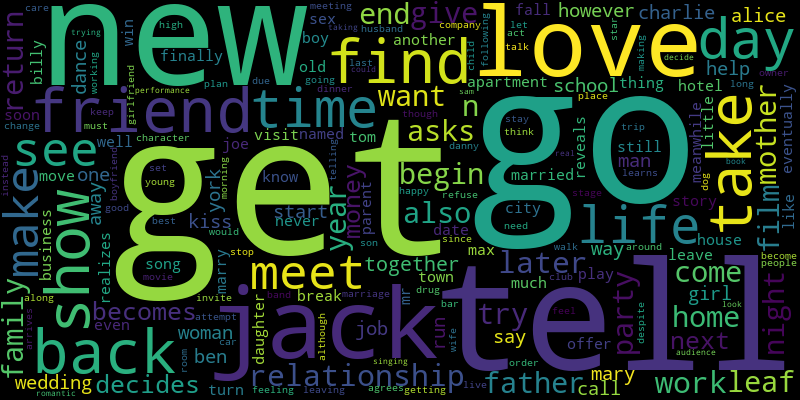 care
new
high
trying
working
finally
girlfriend
performance
return
billy
dance
win
boy
sex
meeting
taking
husband
old
going
last
could
plan
due
dinner
another
end
give
find
love
company
following
child
let
act
talk
fall
star
however
making
charlie
decide
help
alice
owner
day
long
soon
change
friend
time
keep
must
character
want
n
apartment
school
thing
hotel
place
sam
though
asks
go
stay
think
trip
still
man
real
learns
book
dog
meanwhile
little
take
mother
eventually
see
well
joe
visit
named
tom
danny
instead
make
move
one
boyfriend
away
set
young
good
best
york
morning
know
never
telling
year
money
parent
happy
refuse
begin
married
reveals
stage
story
film
like
show
business
realizes
song
movie
get
kiss
start
would
son
also
date
since
city
need
life
house
way
around
walk
leave
family
along
arrives
becomes
even
back
invite
attempt
marry
stop
meet
together
town
max
later
much
play
club
become
people
jack
band
break
marriage
mr
drug
bar
tell
party
come
girl
home
look
night
despite
next
feel
woman
ben
car
room
daughter
although
job
singing
run
wife
try
say
offer
audience
wedding
romantic
decides
turn
feeling
relationship
leaving
agrees
getting
live
father
order
mary
call
work
leaf